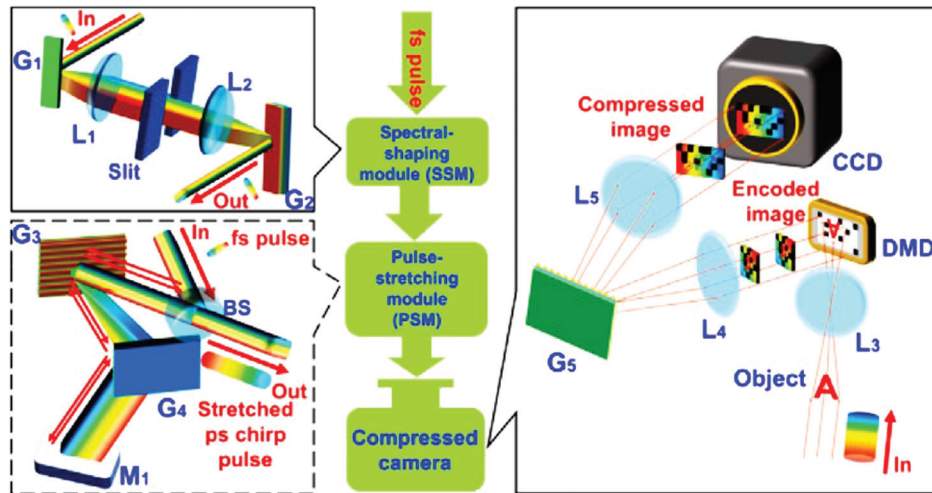 In
G1
L1
L2
Slit
Out
G2
fs pulse
Spectral-
shaping
module (SSM)
Pulse-
stretching
module
(PSM)
Compressed
camera
G3
In
fs pulse
BS
G4
Out
Stretched
ps chirp
pulse
M1
Compressed
image
CCD
L5
Encoded
image
A
DMD
L4
L3
G5
Object
A
In